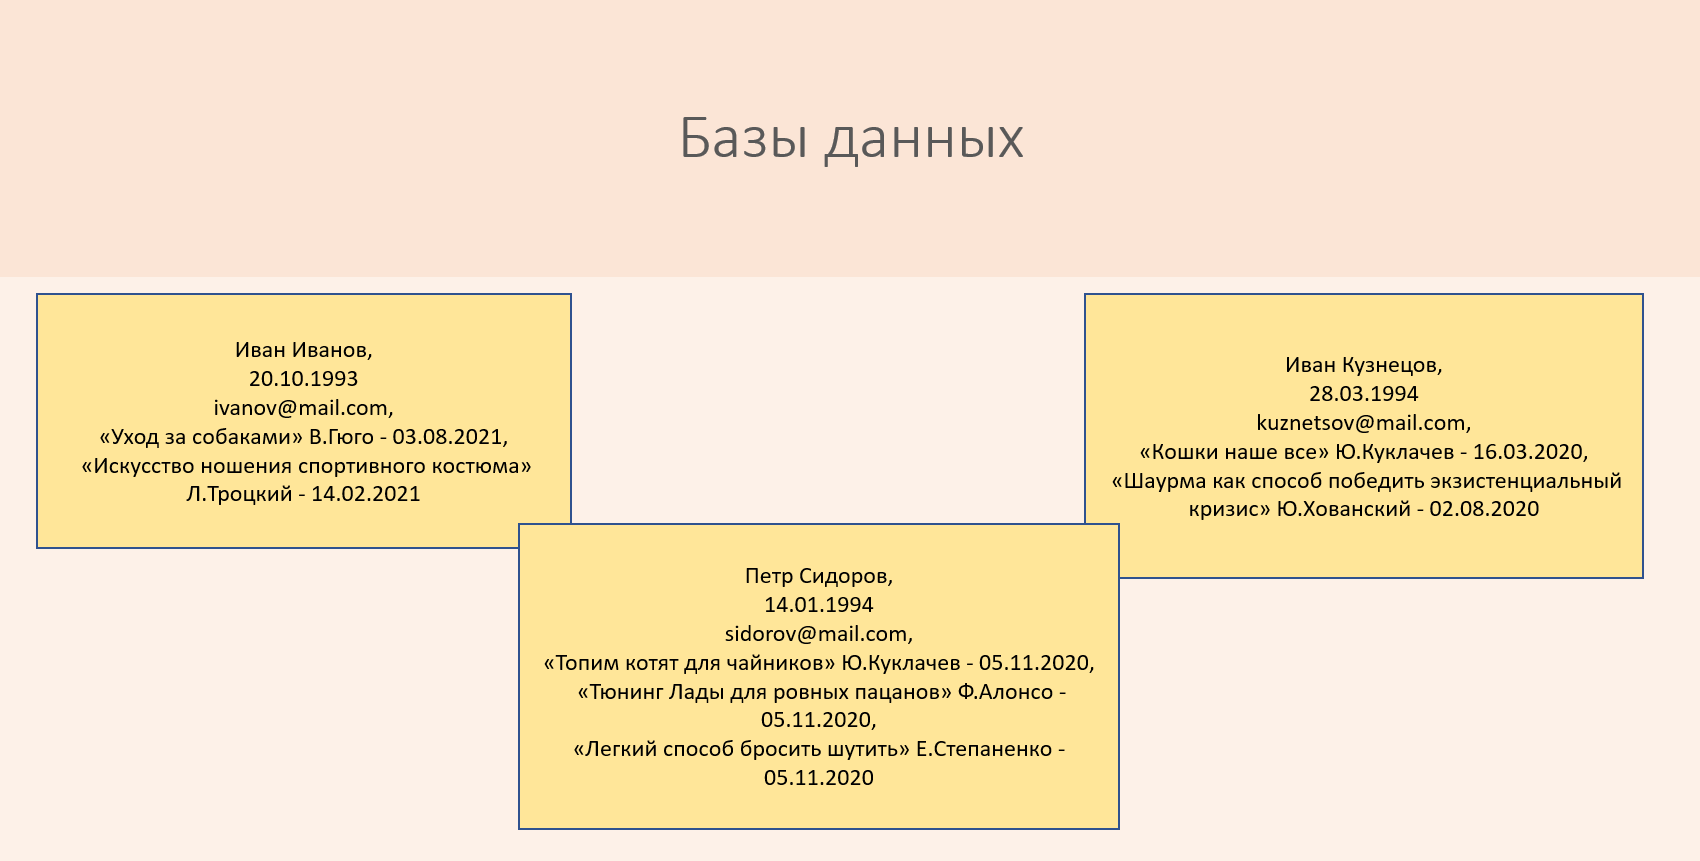 Базы данных
Иван Иванов,
20.10.1993
ivanov@mail.com,
«Уход за собаками» В.Гюго - 03.08.2021,
«Искусство ношения спортивного костюма»
Л.Троцкий - 14.02.2021
Иван Кузнецов,
28.03.1994
kuznetsov@mail.com,
«Кошки наше все» Ю.Куклачев - 16.03.2020,
«Шаурма как способ победить экзистенциальный
кризис» Ю.Хованский - 02.08.2020
Петр Сидоров,
14.01.1994
sidorov@mail.com,
«Топим котят для чайников» Ю.Куклачев - 05.11.2020,
«Тюнинг Лады для ровных пацанов» Ф.Алонсо -
05.11.2020,
«Легкий способ бросить шутить» Е.Степаненко -
05.11.2020